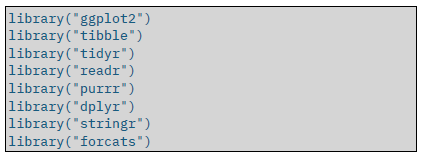 library("ggplot2")
library("tibble")
library("tidyr")
library("readr")
library("purrr")
library("dplyr")
library("stringr")
library("forcats")